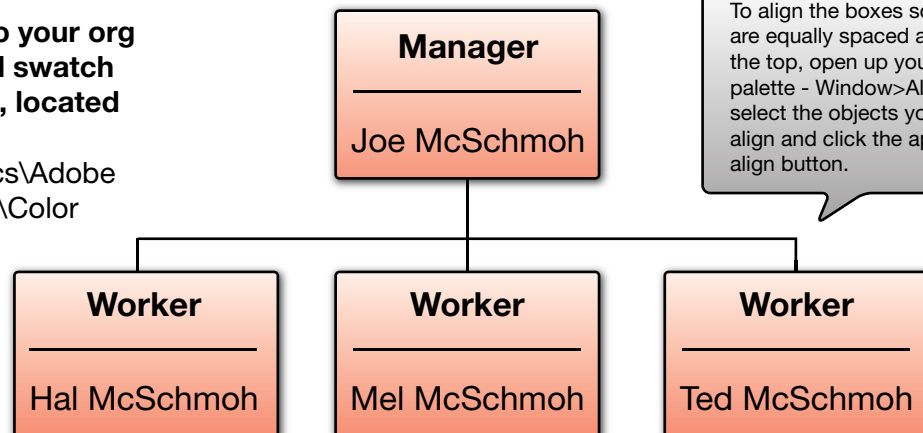 o your org
swatch
, located
cs\Adobe
\Color
Manager
Joe McSchmoh
To align the boxes so
are equally spaced a
the top, open up you
palette - Window>Al
select the objects yo
align and click the ap
align button.
Worker
Hal McSchmoh
Worker
Mel McSchmoh
Worker
Ted McSchmoh